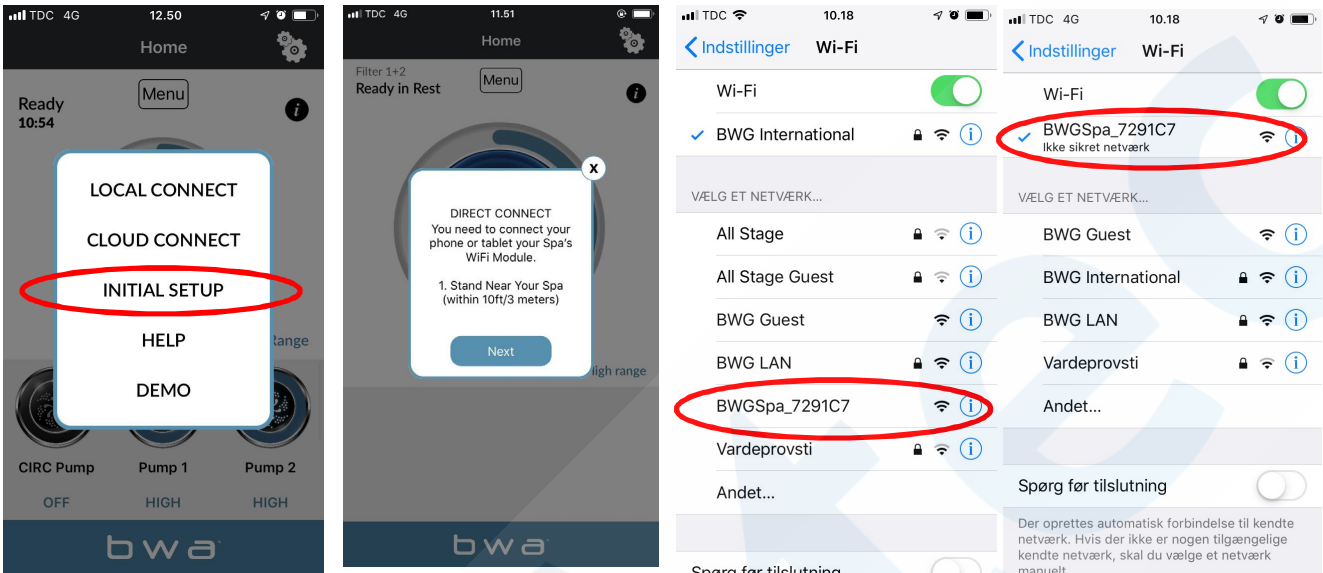 TDC 4G 12.50
Home
Menu
Ready
10:54
i
LOCAL CONNECT
CLOUD CONNECT
INITIAL SETUP
HELP
DEMO
Range
CIRC Pump Pump 1 Pump 2
OFF HIGH HIGH
bwa
TDC 4G 11.51
Home
Filter 1+2
Ready in Rest
Menu
i
X
DIRECT CONNECT
You need to connect your
phone or tablet your Spa's
WiFi Module.
1. Stand Near Your Spa
(within 10ft/3 meters)
Next
High range
bwa
TDC 10.18
Indstillinger Wi-Fi
Wi-Fi
BWG International i
VÆLG ET NETVÆRK...
All Stage i
All Stage Guest i
BWG Guest i
BWG LAN i
BWGSpa_7291C7 i
Vardeprovsti i
Andet...
Spørg før tilslutning
TDC 4G 10.18
Indstillinger Wi-Fi
Wi-Fi
BWGSpa_7291C7 i
Ikke sikret netværk
VÆLG ET NETVÆRK...
BWG Guest i
BWG International i
BWG LAN i
Vardeprovsti i
Andet...
Spørg før tilslutning
Der oprettes automatisk forbindelse til kendte
netværk. Hvis der ikke er nogen tilgængelige
kendte netværk, skal du vælge et netværk
manuelt.